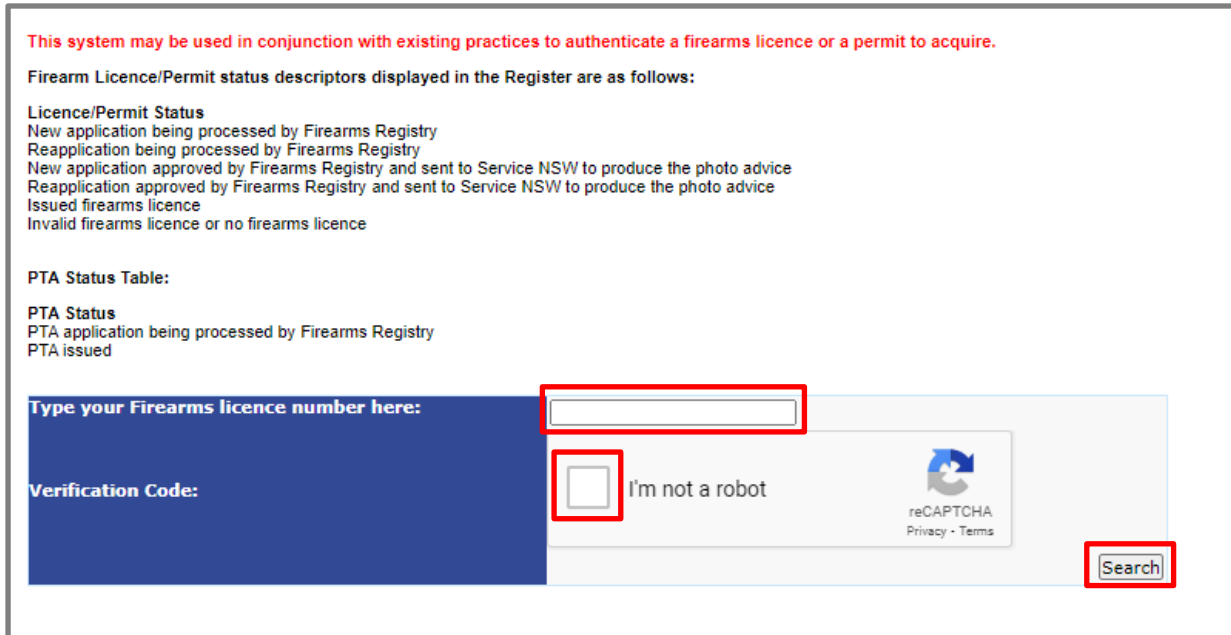 This system may be used in conjunction with existing practices to authenticate a firearms licence or a permit to acquire.
Firearm Licence/Permit status descriptors displayed in the Register are as follows:
Licence/Permit Status
New application being processed by Firearms Registry
Reapplication being processed by Firearms Registry
New application approved by Firearms Registry and sent to Service NSW to produce the photo advice
Reapplication approved by Firearms Registry and sent to Service NSW to produce the photo advice
Issued firearms licence
Invalid firearms licence or no firearms licence
PTA Status Table:
PTA Status
PTA application being processed by Firearms Registry
PTA issued
Type your Firearms licence number here:
Verification Code:
I'm not a robot
reCAPTCHA
Privacy - Terms
Search